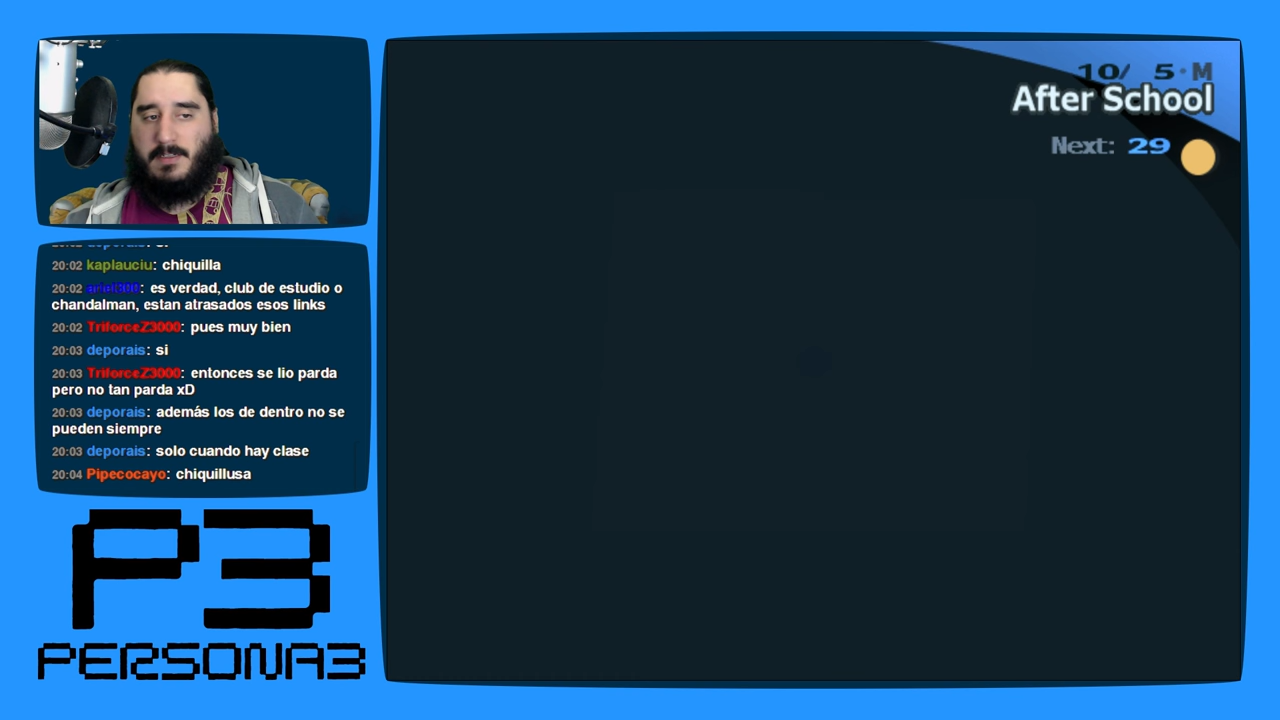 10/ 5·M
After School
Next: 29
20:02 kaplauciu: chiquilla
20:02 ariel300: es verdad, club de estudio o
chandalman, estan atrasados esos links
20:02 TriforceZ3000: pues muy bien
20:03 deporais: si
20:03 TriforceZ3000: entonces se lio parda
pero no tan parda xD
20:03 deporais: además los de dentro no se
pueden siempre
20:03 deporais: solo cuando hay clase
20:04 Pipecocayo: chiquillusa
P3
PERSONA3